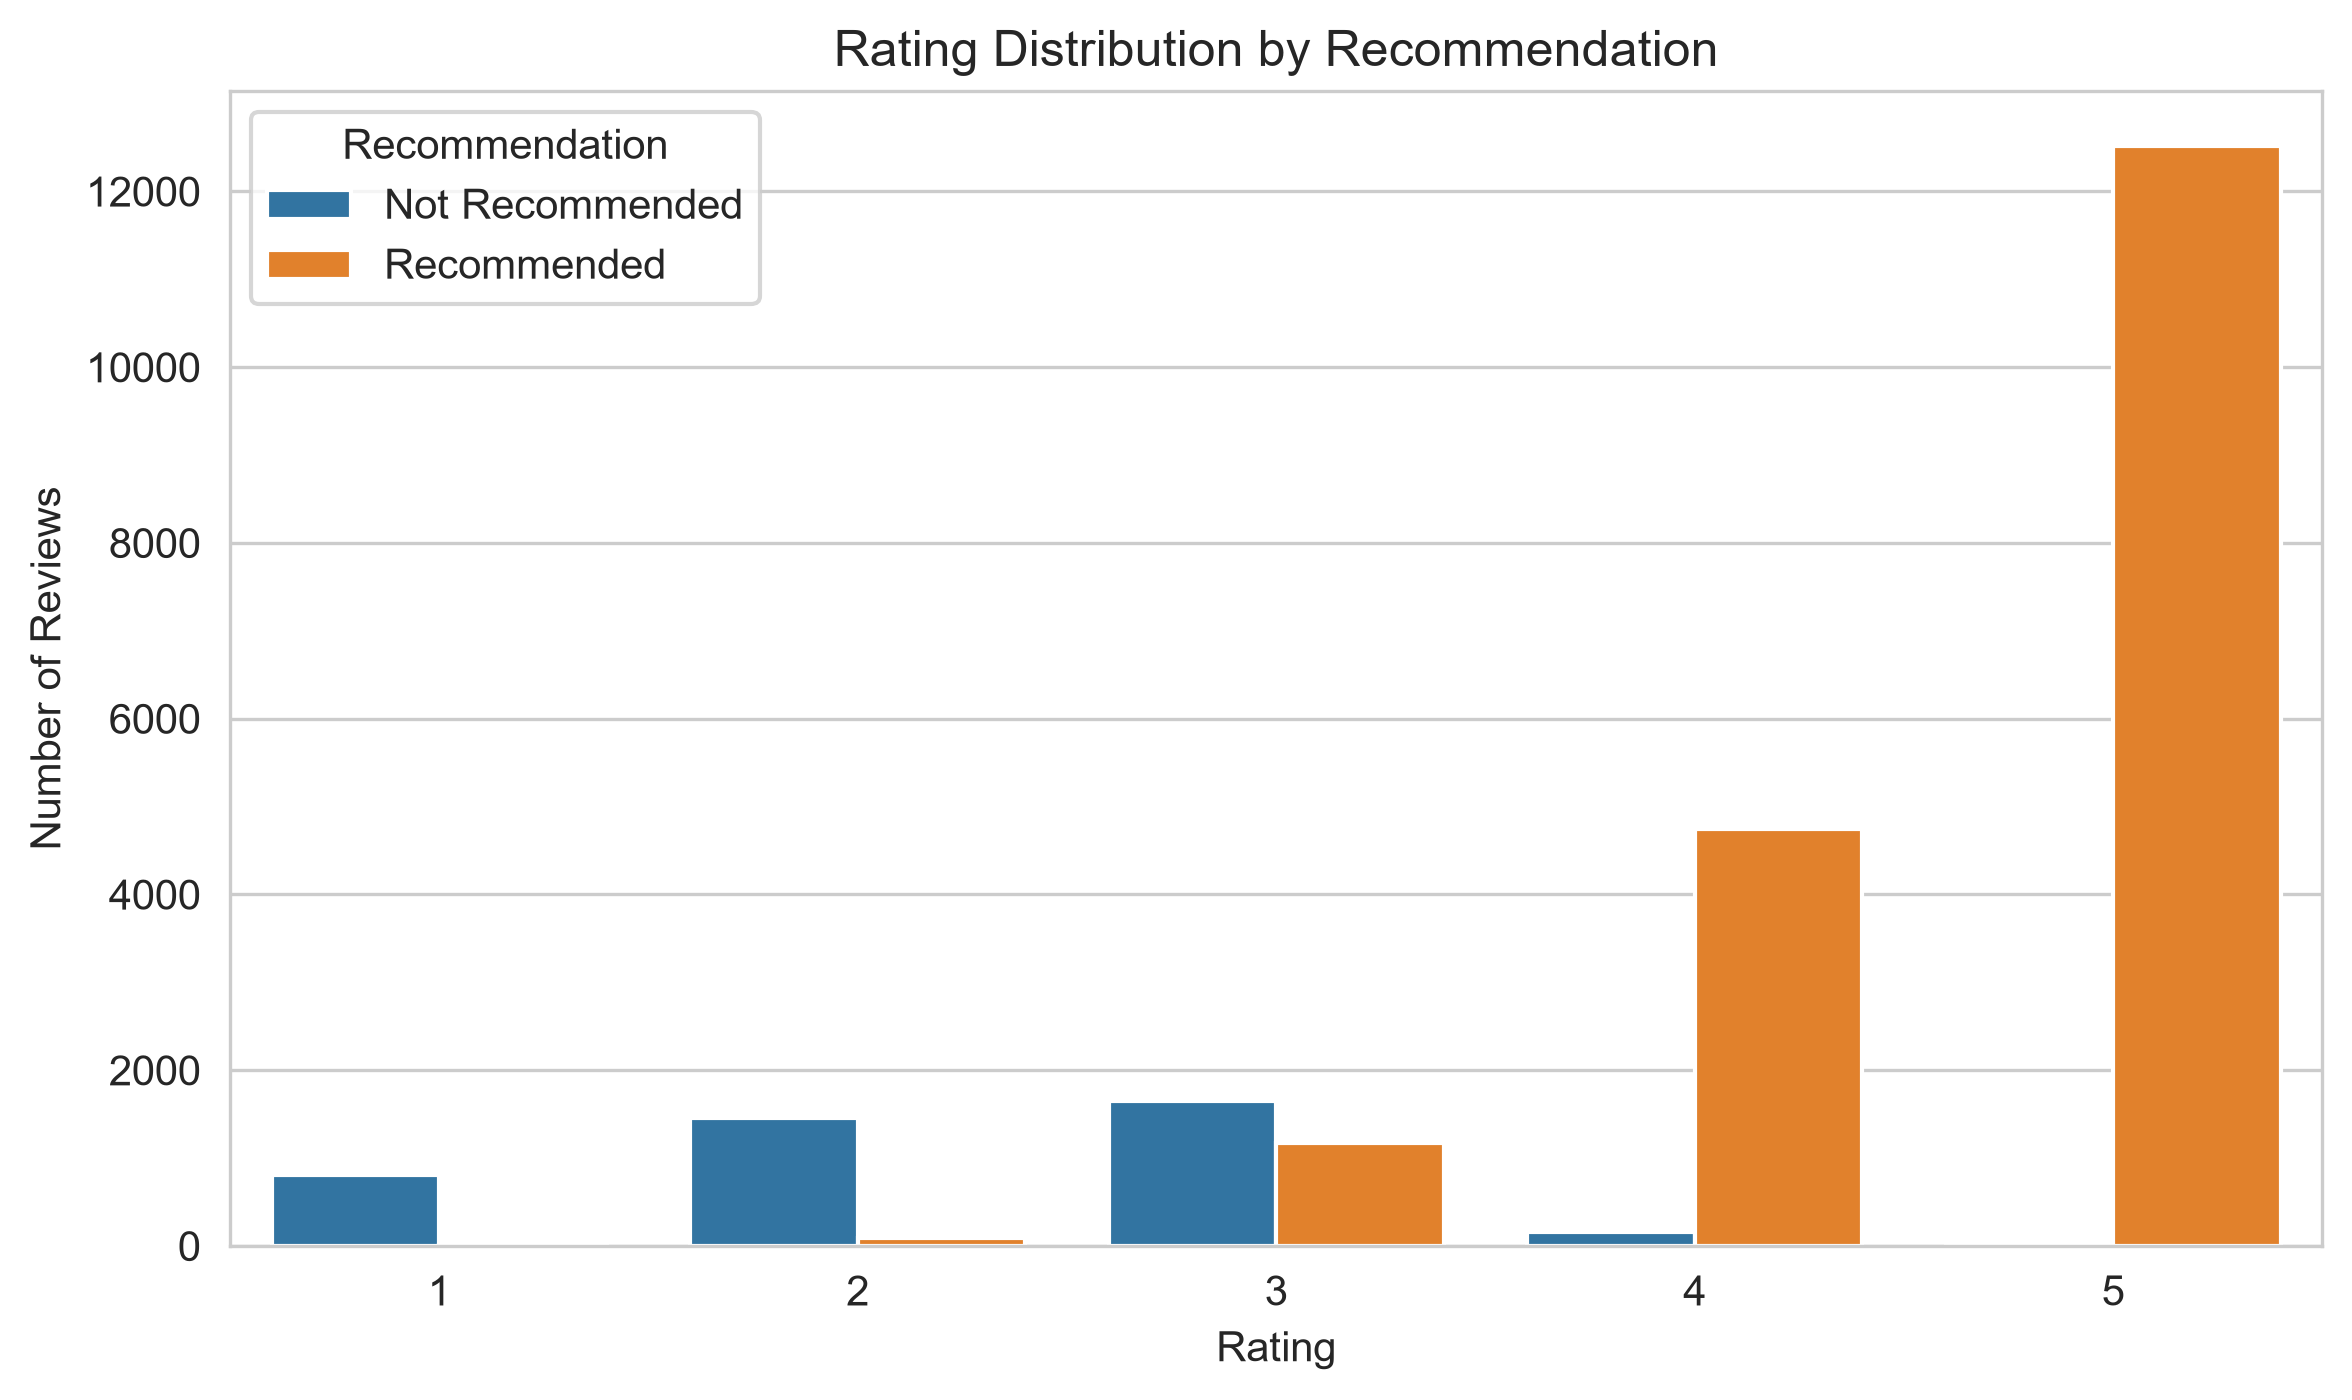 Rating Distribution by Recommendation
Recommendation
Not Recommended
Recommended
Number of Reviews
12000
10000
8000
6000
4000
2000
0
1 2 3 4 5
Rating